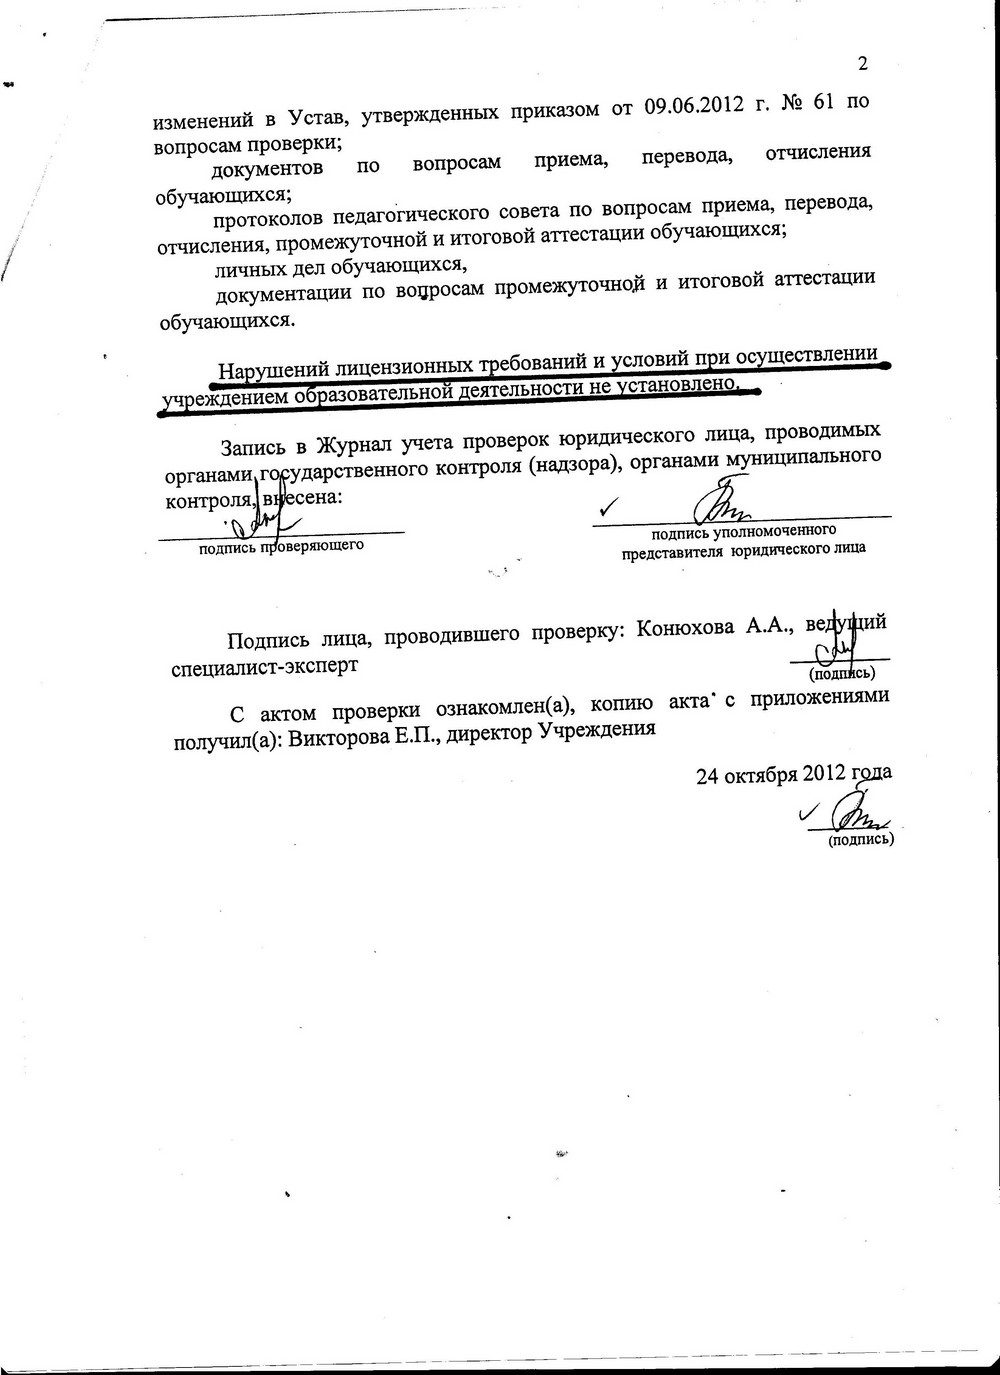 2
изменений в Устав, утвержденных приказом от 09.06.2012 г. № 61 по
вопросам проверки;
документов по вопросам приема, перевода, отчисления
обучающихся;
протоколов педагогического совета по вопросам приема, перевода,
отчисления, промежуточной и итоговой аттестации обучающихся;
личных дел обучающихся,
документации по вопросам промежуточной и итоговой аттестации
обучающихся.
Нарушений лицензионных требований и условий при осуществлении
учреждением образовательной деятельности не установлено.
Запись в Журнал учета проверок юридического лица, проводимых
органами государственного контроля (надзора), органами муниципального
контроля, внесена:
подпись проверяющего
подпись уполномоченного
представителя юридического лица
Подпись лица, проводившего проверку: Конюхова А.А., ведущий
специалист-эксперт
(подпись)
С актом проверки ознакомлен(а), копию акта с приложениями
получил(а): Викторова Е.П., директор Учреждения
24 октября 2012 года
(подпись)